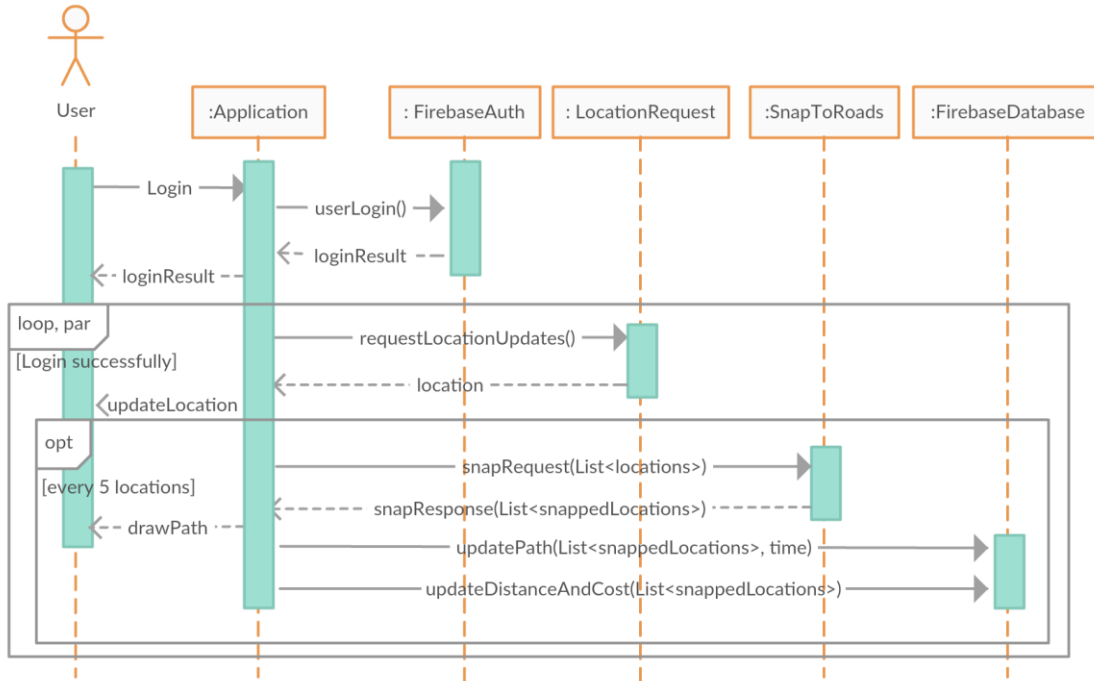 User
:Application
: FirebaseAuth
: LocationRequest
:SnapToRoads
:FirebaseDatabase
Login
userLogin()
loginResult
loginResult
loop, par
[Login successfully]
requestLocationUpdates()
location
updateLocation
opt
[every 5 locations]
snapRequest(List<locations>)
snapResponse(List<snappedLocations>)
drawPath
updatePath(List<snappedLocations>, time)
updateDistanceAndCost(List<snappedLocations>)